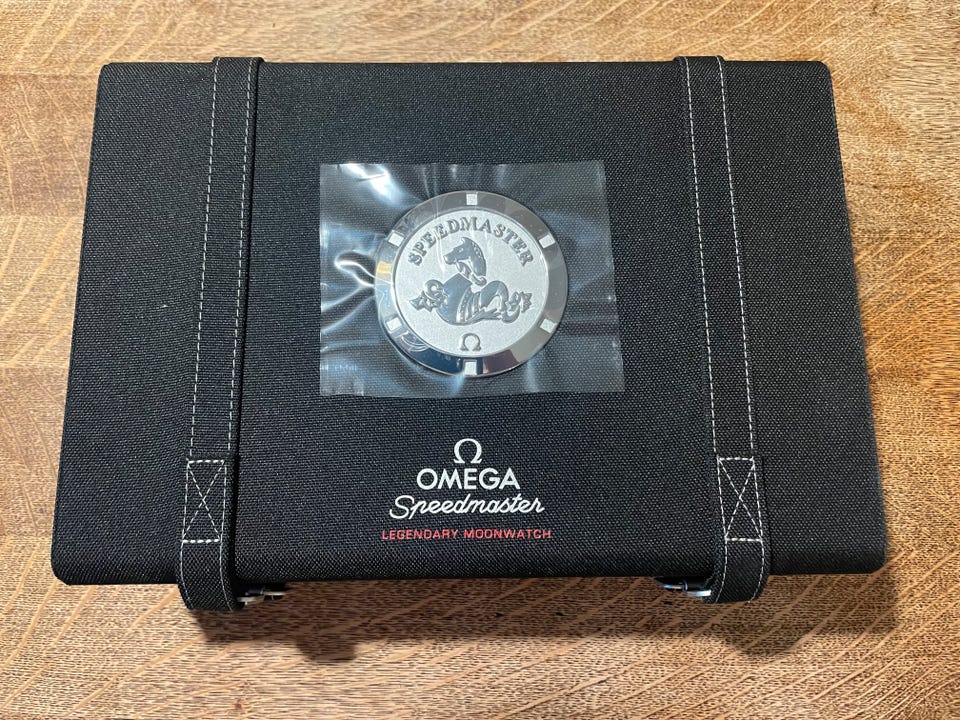 SPEEDMASTER
Ω
Ω
OMEGA
Speedmaster
LEGENDARY MOONWATCH